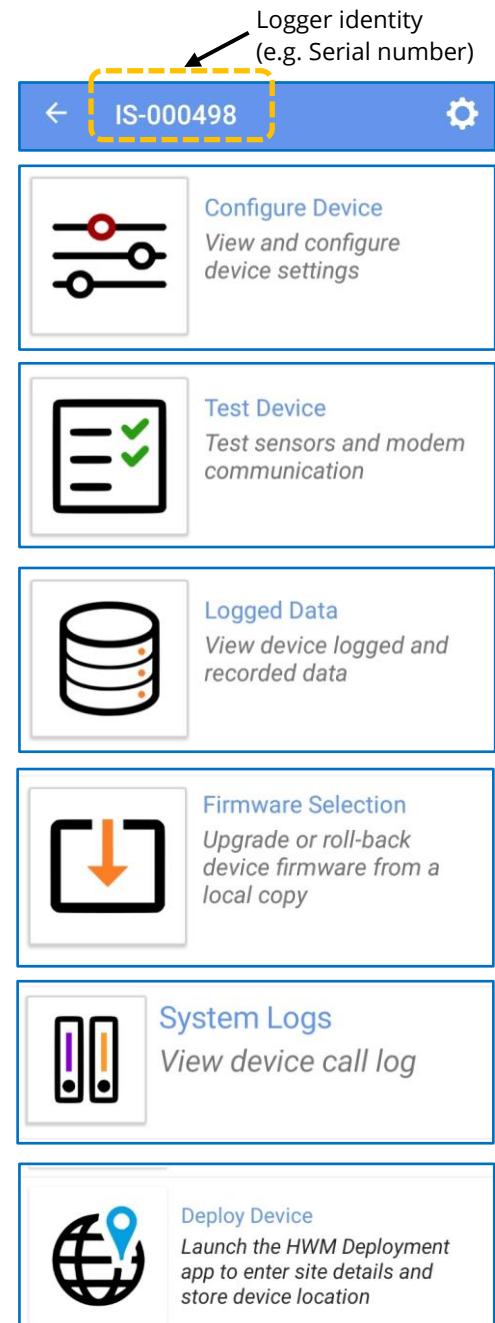 Logger identity
(e.g. Serial number)
IS-000498
Configure Device
View and configure
device settings
Test Device
Test sensors and modem
communication
Logged Data
View device logged and
recorded data
Firmware Selection
Upgrade or roll-back
device firmware from a
local copy
System Logs
View device call log
Deploy Device
Launch the HWM Deployment
app to enter site details and
store device location